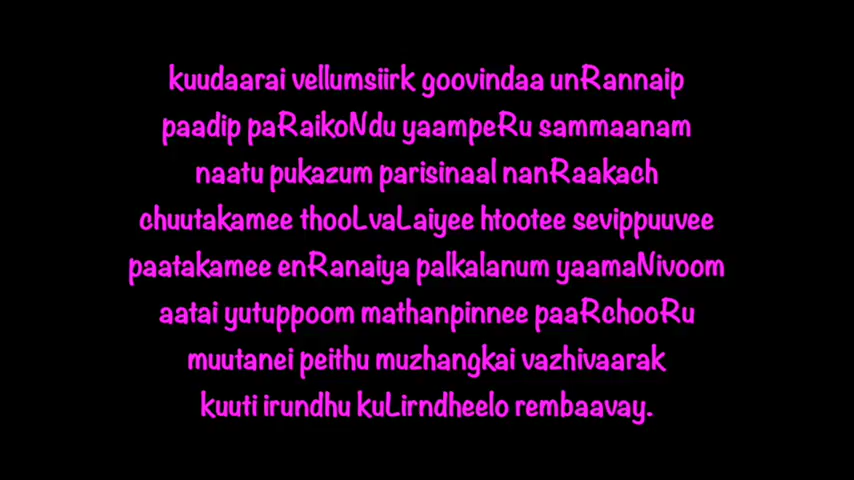 kuudaarai vellumsiirk goovindaa unRannaip
paadip paRaikoNdu yaampeRu sammaanam
naatu pukazum parisinaal nanRaakach
chuutakamee thooLvaLaiyee htootee sevippuuvee
paatakamee enRanaiya palkalanum yaamaNivoom
aatai yutuppoom mathanpinnee paaRchooRu
muutanei peithu muzhangkai vazhivaarak
kuuti irundhu kuLirndheelo rembaavay.